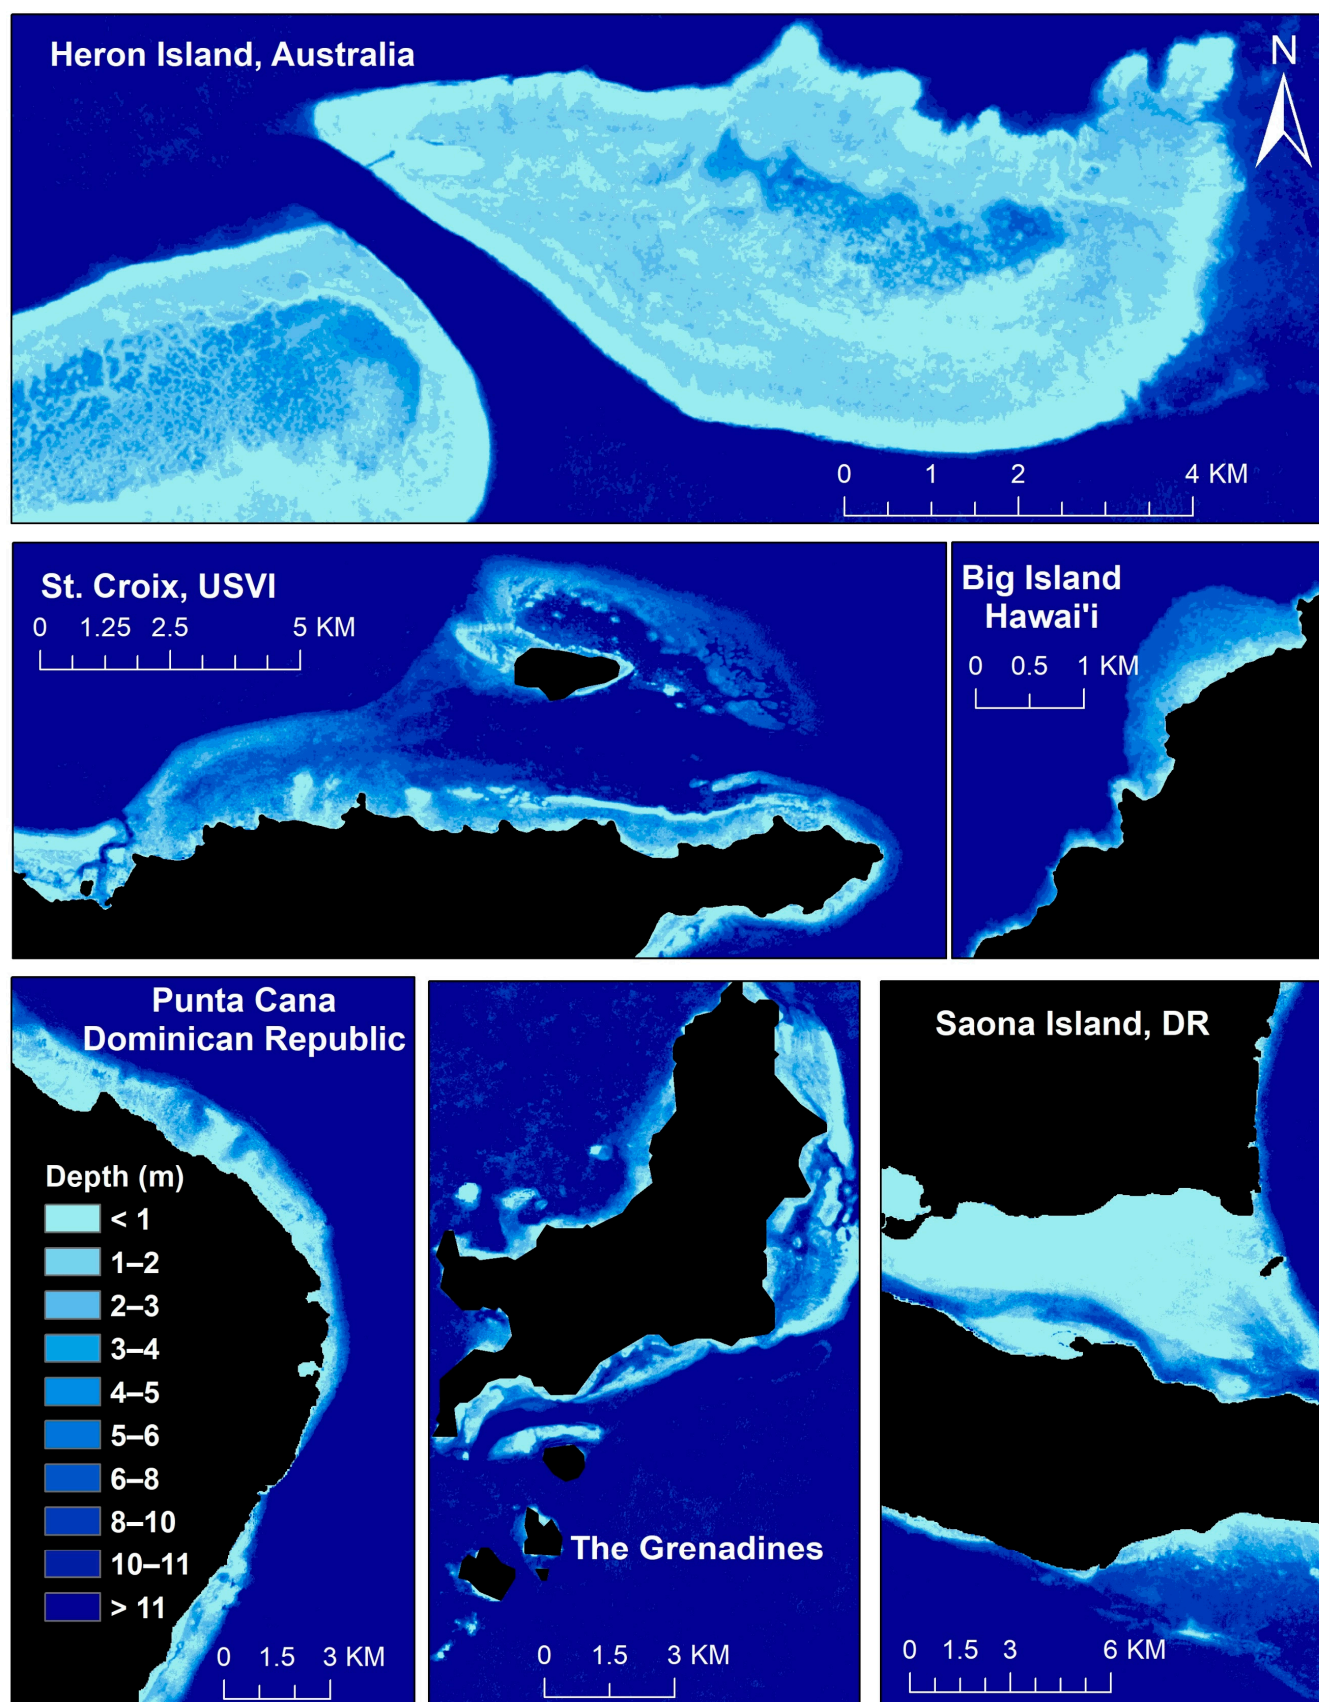 Heron Island, Australia
N
0 1 2 4 KM
St. Croix, USVI
0 1.25 2.5 5 KM
Big Island
Hawai'i
0 0.5 1 KM
Punta Cana
Dominican Republic
Depth (m)
< 1
1–2
2–3
3–4
4–5
5–6
6–8
8–10
10–11
> 11
0 1.5 3 KM
The Grenadines
0 1.5 3 KM
Saona Island, DR
0 1.5 3 6 KM